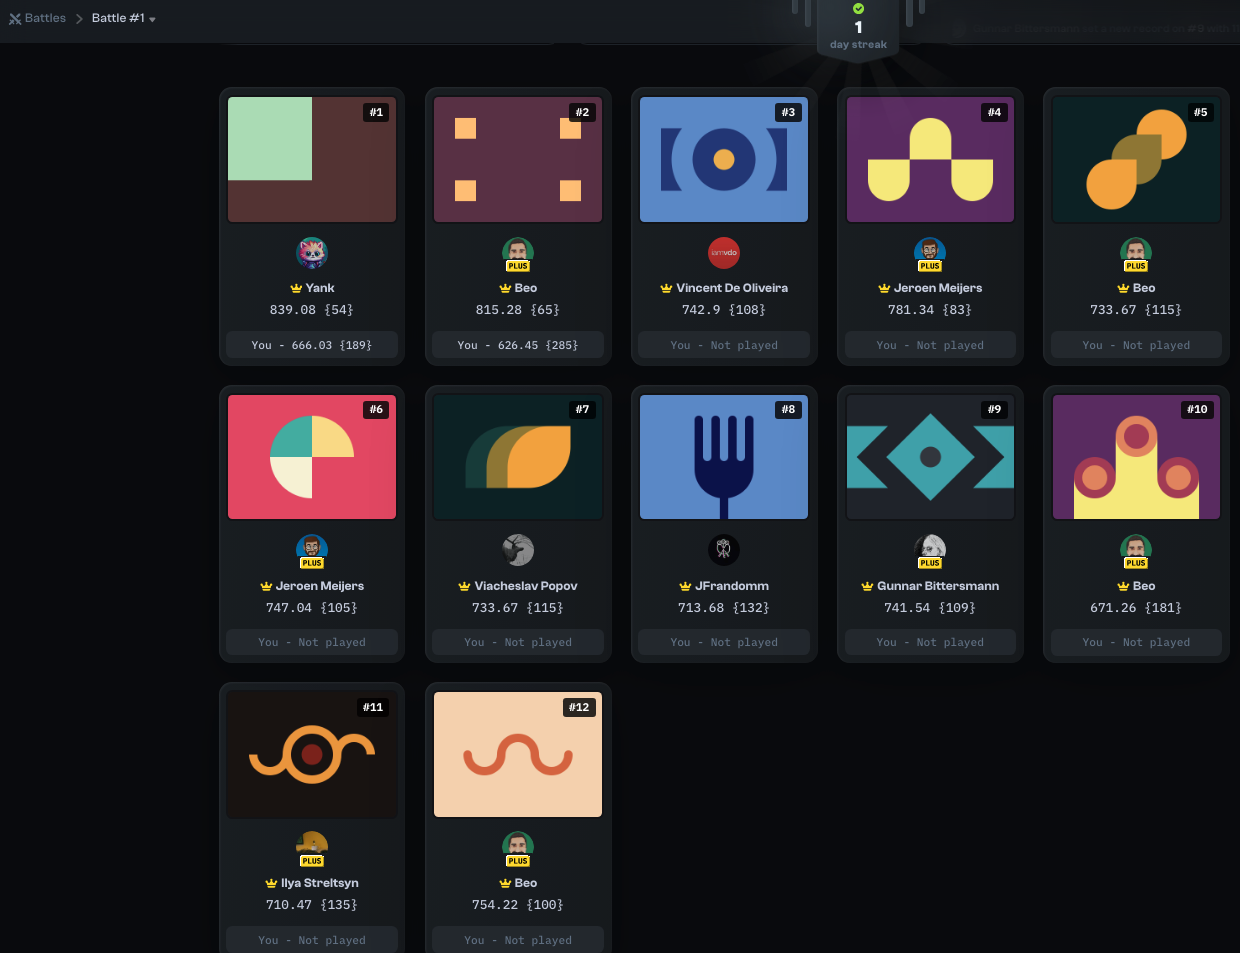 Battles > Battle #1
1
day streak
#1
#2
#3
#4
#5
Yank
839.08 {54}
You - 666.03 {189}
PLUS
Beo
815.28 {65}
You - 626.45 {285}
iamvdo
Vincent De Oliveira
742.9 {108}
You - Not played
PLUS
Jeroen Meijers
781.34 {83}
You - Not played
PLUS
Beo
733.67 {115}
You - Not played
#6
#7
#8
#9
#10
PLUS
Jeroen Meijers
747.04 {105}
You - Not played
Viacheslav Popov
733.67 {115}
You - Not played
JFrandomm
713.68 {132}
You - Not played
PLUS
Gunnar Bittersmann
741.54 {109}
You - Not played
PLUS
Beo
671.26 {181}
You - Not played
#11
#12
PLUS
Ilya Streltsyn
710.47 {135}
You - Not played
PLUS
Beo
754.22 {100}
You - Not played